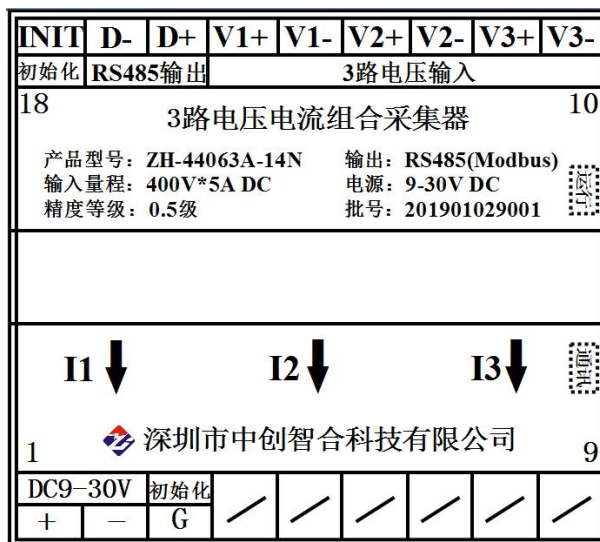 INIT D- D+ V1+ V1- V2+ V2- V3+ V3-
初始化 RS485输出 3路电压输入
18 10
3路电压电流组合采集器
产品型号：ZH-44063A-14N 输出：RS485(Modbus)
输入量程：400V*5A DC 电源：9-30V DC
精度等级：0.5级 批号：201901029001
运行
I1 I2 I3
通讯
深圳市中创智合科技有限公司
1 9
DC9-30V 初始化
+ - G